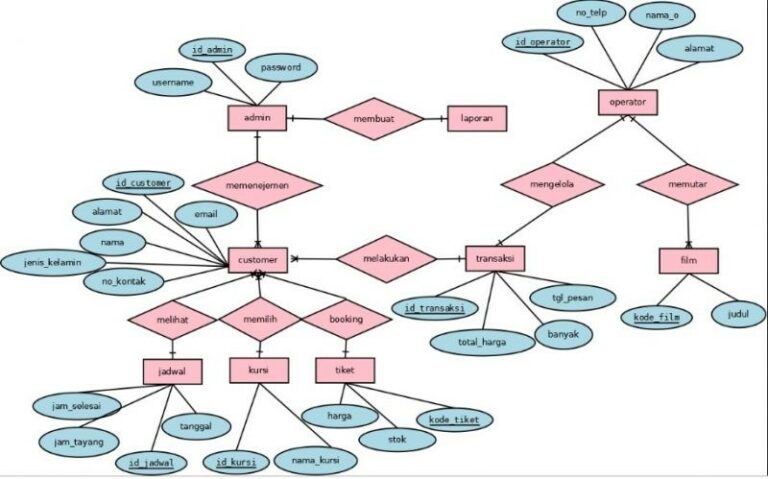 no_telp
nama_o
id_operator
alamat
id_admin
username
password
operator
admin
membuat
laporan
id_customer
memenejemen
mengelola
memutar
alamat
email
nama
jenis_kelamin
customer
melakukan
transaksi
film
no_kontak
tgl_pesan
id_transaksi
kode_film
judul
melihat
memilih
booking
total_harga
banyak
jadwal
kursi
tiket
jam_selesai
harga
kode_tiket
tanggal
stok
jam_tayang
id_jadwal
id_kursi
nama_kursi